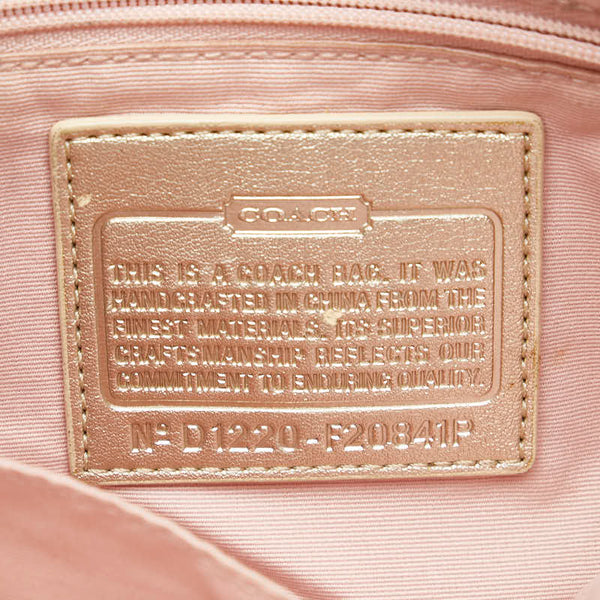 COACH
THIS IS A COACH BAG. IT WAS
HANDCRAFTED IN CHINA FROM THE
FINEST MATERIALS. ITS SUPERIOR
CRAFTSMANSHIP REFLECTS OUR
COMMITMENT TO ENDURING QUALITY.
Nº D1220-F20841P